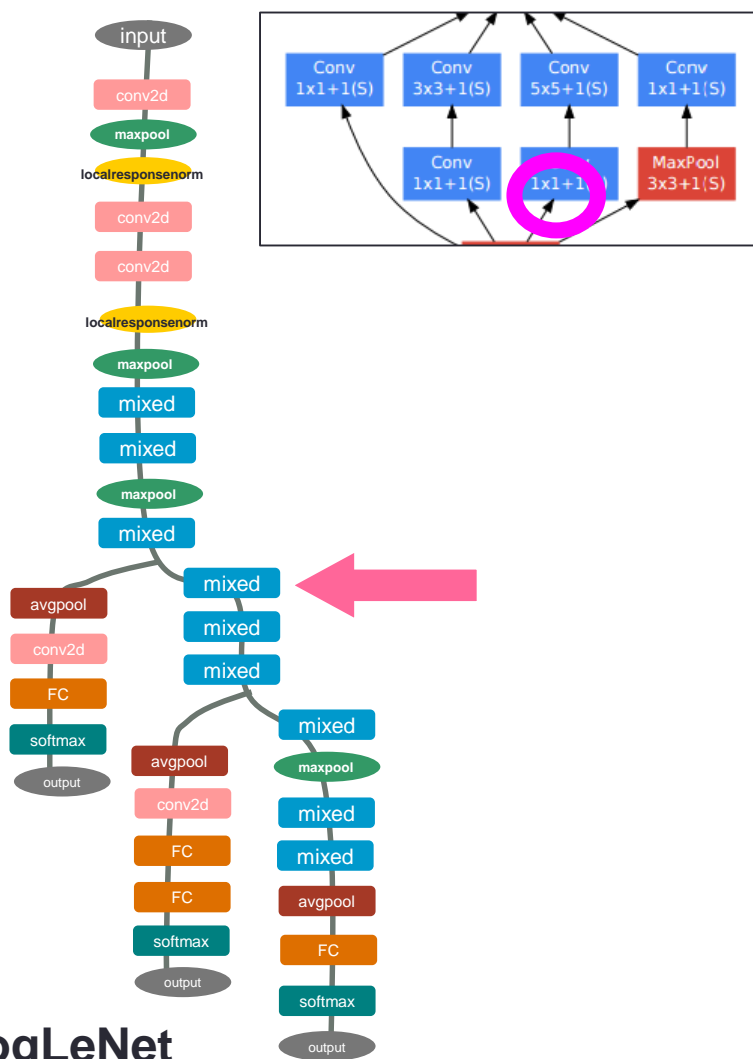 input
conv2d
maxpool
localresponsenorm
conv2d
conv2d
localresponsenorm
maxpool
mixed
mixed
maxpool
mixed
avgpool
conv2d
FC
softmax
output
mixed
mixed
mixed
avgpool
conv2d
FC
FC
softmax
output
mixed
maxpool
mixed
mixed
avgpool
FC
softmax
output
Conv
1x1+1(S)
Conv
3x3+1(S)
Conv
5x5+1(S)
Conv
1x1+1(S)
Conv
1x1+1(S)
1x1+1(S)
MaxPool
3x3+1(S)